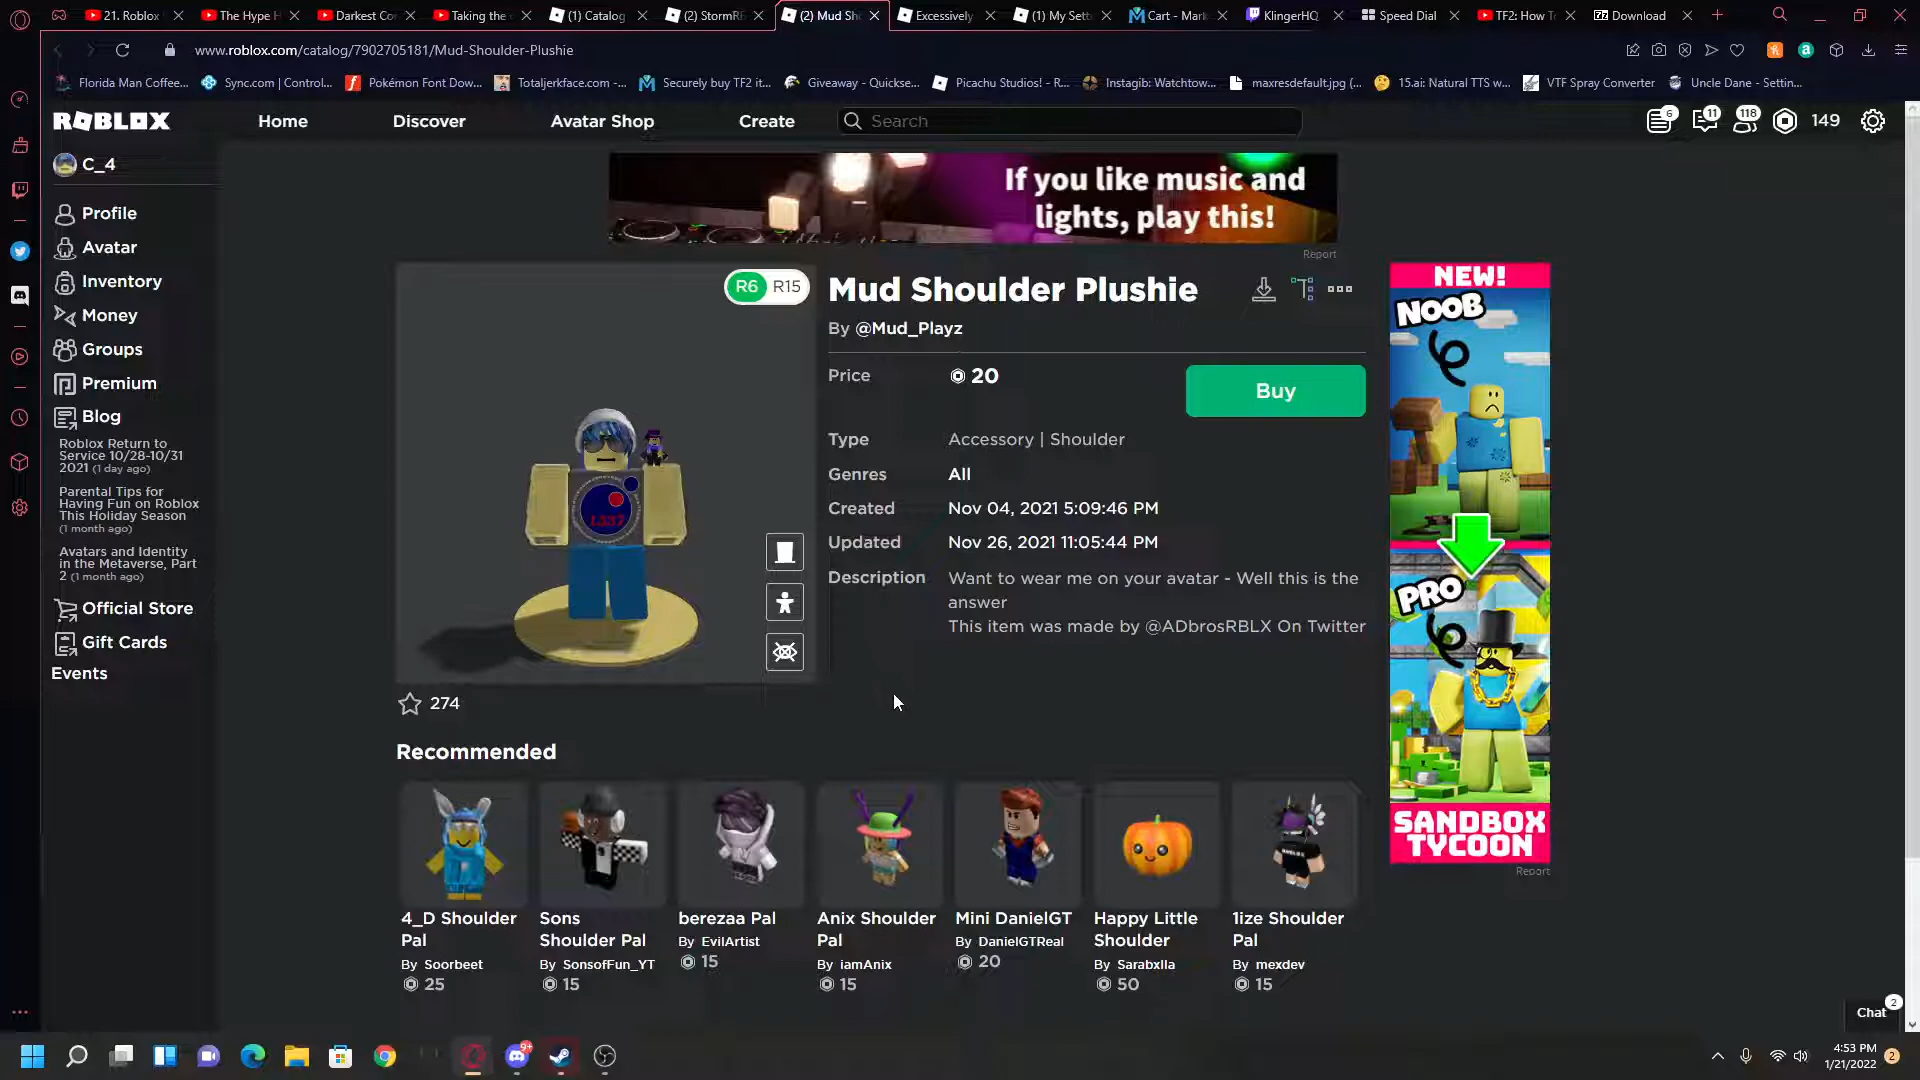 21. Roblox
The Hype H
Darkest Co
Taking the
(1) Catalog
(2) StormR
(2) Mud Sh
Excessively
(1) My Sett
Cart - Mark
KlingerHQ
Speed Dial
TF2: How T
Download
www.roblox.com/catalog/7902705181/Mud-Shoulder-Plushie
Florida Man Coffee...
Sync.com | Control...
Pokémon Font Dow...
Totaljerkface.com -...
Securely buy TF2 it...
Giveaway - Quickse...
Picachu Studios! - R...
Instagib: Watchtow...
maxresdefault.jpg (...
15.ai: Natural TTS w...
VTF Spray Converter
Uncle Dane - Settin...
ROBLOX
Home
Discover
Avatar Shop
Create
Search
6
11
118
149
C_4
Profile
Avatar
Inventory
Money
Groups
Premium
Blog
Roblox Return to
Service 10/28-10/31
2021 (1 day ago)
Parental Tips for
Having Fun on Roblox
This Holiday Season
(1 month ago)
Avatars and Identity
in the Metaverse, Part
2 (1 month ago)
Official Store
Gift Cards
Events
If you like music and
lights, play this!
Report
R6 R15
1337
274
Mud Shoulder Plushie
By @Mud_Playz
Price 20
Buy
Type Accessory | Shoulder
Genres All
Created Nov 04, 2021 5:09:46 PM
Updated Nov 26, 2021 11:05:44 PM
Description Want to wear me on your avatar - Well this is the
answer
This item was made by @ADbrosRBLX On Twitter
NEW!
NOOB
PRO
SANDBOX
TYCOON
Report
Recommended
4_D Shoulder
Pal
By Soorbeet
25
Sons
Shoulder Pal
By SonsofFun_YT
15
berezaa Pal
By EvilArtist
15
Anix Shoulder
Pal
By iamAnix
15
Mini DanielGT
By DanielGTReal
20
Happy Little
Shoulder
By Sarabxlla
50
1ize Shoulder
Pal
By mexdev
15
Chat
2
9+
4:53 PM
1/21/2022
2